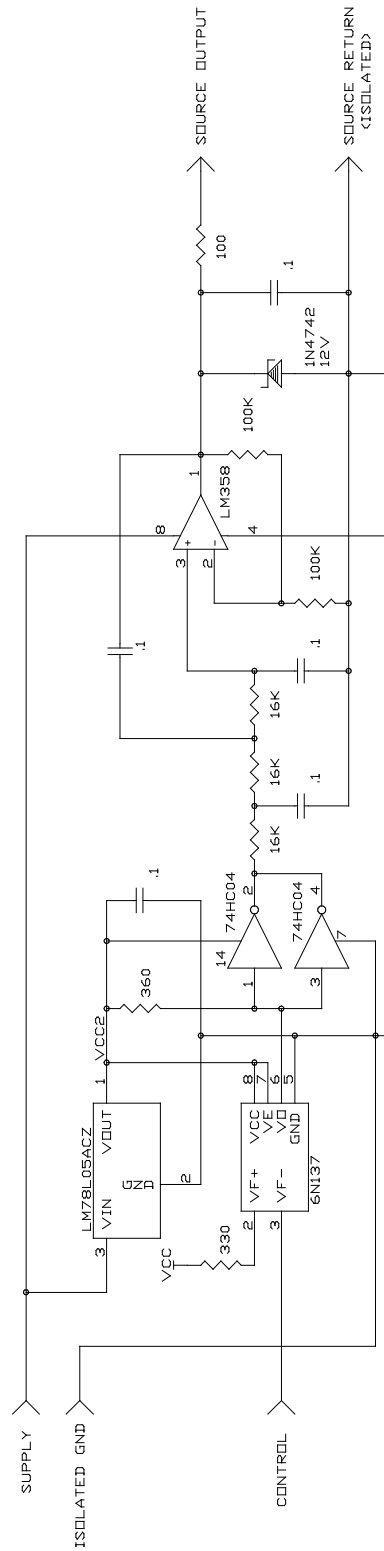 SUPPLY
ISOLATED GND
CONTROL
VCC
330
3
VIN
LM78L05ACZ
VOUT
GND
1
2
VCC2
360
.1
2
3
VF+
VF-
VCC
VE
VO
GND
6N137
8
7
6
5
14
1
74HC04
2
3
74HC04
4
7
16K
16K
16K
.1
.1
.1
3
2
+
-
8
1
4
LM358
100K
100K
1N4742
12V
.1
100
SOURCE OUTPUT
SOURCE RETURN
<ISOLATED>